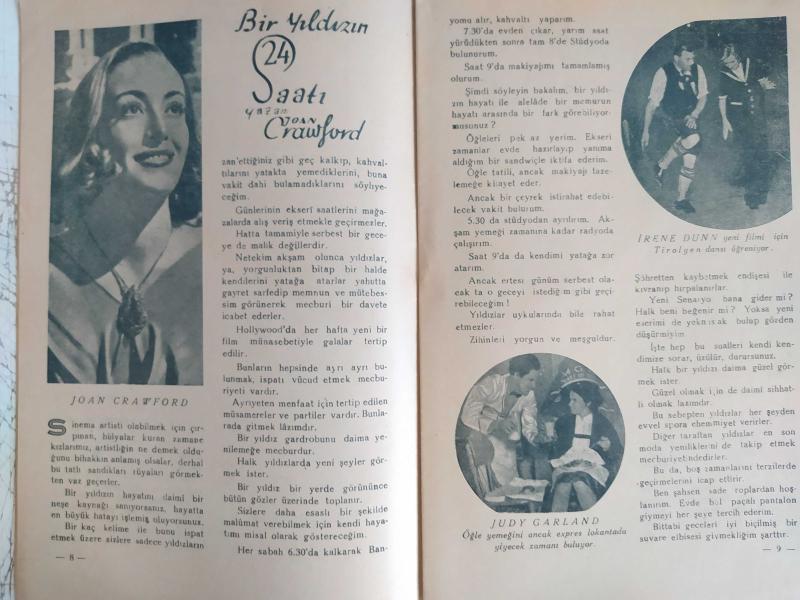 Bir Yıldızın
24
Saatı
yazan
JOAN
Crawford
JOAN CRAWFORD
Sinema artisti olabilmek için çır-
pınan, hülyalar kuran zamane
kızlarımız, artistliğin ne demek oldu-
ğunu bihakkın anlamış olsalar, derhal
bu tatlı sandıkları rüyaları görmek-
ten vaz geçerler.
Bir yıldızın hayatını daimî bir
neşe kaynağı sanıyorsanız, hayatta
en büyük hatayı işlemiş oluyorsunuz.
Bir kaç kelime ile bunu ispat
etmek üzere sizlere sadece yıldızların
— 8 —
zan'ettiğiniz gibi geç kalkıp, kahval-
tılarını yatakta yemediklerini, buna
vakit dahi bulamadıklarını söyliye-
ceğim.
Günlerinin ekserî saatlerini mağa-
zalarda alış veriş etmekle geçirmezler.
Hatta tamamiyle serbest bir gece-
ye de malik değillerdir.
Netekim akşam olunca yıldızlar,
ya, yorgunluktan bitap bir halde
kendilerini yatağa atarlar yahutta
gayret sarfedip memnun ve mütebes-
sim görünerek mecburi bir davete
icabet ederler.
Hollywood'da her hafta yeni bir
film münasebetiyle galalar tertip
edilir.
Bunların hepsinde ayrı ayrı bu-
lunmak, ispatı vücud etmek mecbu-
riyeti vardır.
Ayrıyeten menfaat için tertip edilen
müsamereler ve partiler vardır. Bunla-
rada gitmek lâzımdır.
Bir yıldız gardrobunu daima ye-
nilemeğe mecburdur.
Halk yıldızlarda yeni şeyler gör-
mek ister.
Bir yıldız bir yerde görününce
bütün gözler üzerinde toplanır.
Sizlere daha esaslı bir şekilde
malûmat verebilmek için kendi haya-
tımı misal olarak göstereceğim.
Her sabah 6.30'da kalkarak Ban-
yomu alır, kahvaltı yaparım.
7.30'da evden çıkar, yarım saat
yürüdükten sonra tam 8'de Stüdyoda
bulunurum.
Saat 9'da makiyajımı tamamlamış
olurum.
Şimdi söyleyin bakalım, bir yıldı-
zın hayatı ile alelâde bir memurun
hayatı arasında bir fark görebiliyor-
musunuz ?
Öğleleri pek az yerim. Ekseri
zamanlar evde hazırlayıp yanıma
aldığım bir sandwiçle iktifa ederim.
Öğle tatili, ancak makiyajı taze-
lemeğe kifayet eder.
Ancak bir çeyrek istirahat edebi-
lecek vakit bulurum.
5.30 da stüdyodan ayrılırım. Ak-
şam yemeği zamanına kadar radyoda
çalışırım.
Saat 9'da da kendimi yatağa zor
atarım.
Ancak ertesi günüm serbest ola-
cak ta o geceyi istediğim gibi geçi-
rebileceğim !
Yıldızlar uykularında bile rahat
etmezler.
Zihinleri yorgun ve meşguldur.
JUDY GARLAND
Öğle yemeğini ancak expres lokantada
yiyecek zamanı buluyor.
IRENE DUNN yeni filmi için
Tirolyen dansı öğreniyor.
Şöhretten kaybetmek endişesi ile
kıvranıp hırpalanırlar.
Yeni Senaryo bana gider mi ?
Halk beni beğenir mi ? Yoksa yeni
eserimi de yeknasak bulup gözden
düşürmiyim
İşte hep bu sualleri kendi ken-
dimize sorar, üzülür, dururuz.
Halk bir yıldızı daima güzel gör-
mek ister.
Güzel olmak için de daimî sıhhat-
li olmak lâzımdır.
Bu sebeplen yıldızlar her şeyden
evvel spora ehemmiyet verirler.
Diğer taraftan yıldızlar en son
moda yeniliklerini de takip etmek
mecburiyetindedirler.
Bu da, boş zamanlarını terzilerde
geçirmelerini icap ettirir.
Ben şahsen sade roplardan hoş-
lanırım. Evde bol paçalı pantalon
giymeyi her şeye tercih ederim.
Bittabi geceleri iyi biçilmiş bir
suvare elbisesi giymekliğim şarttır.
— 9 —